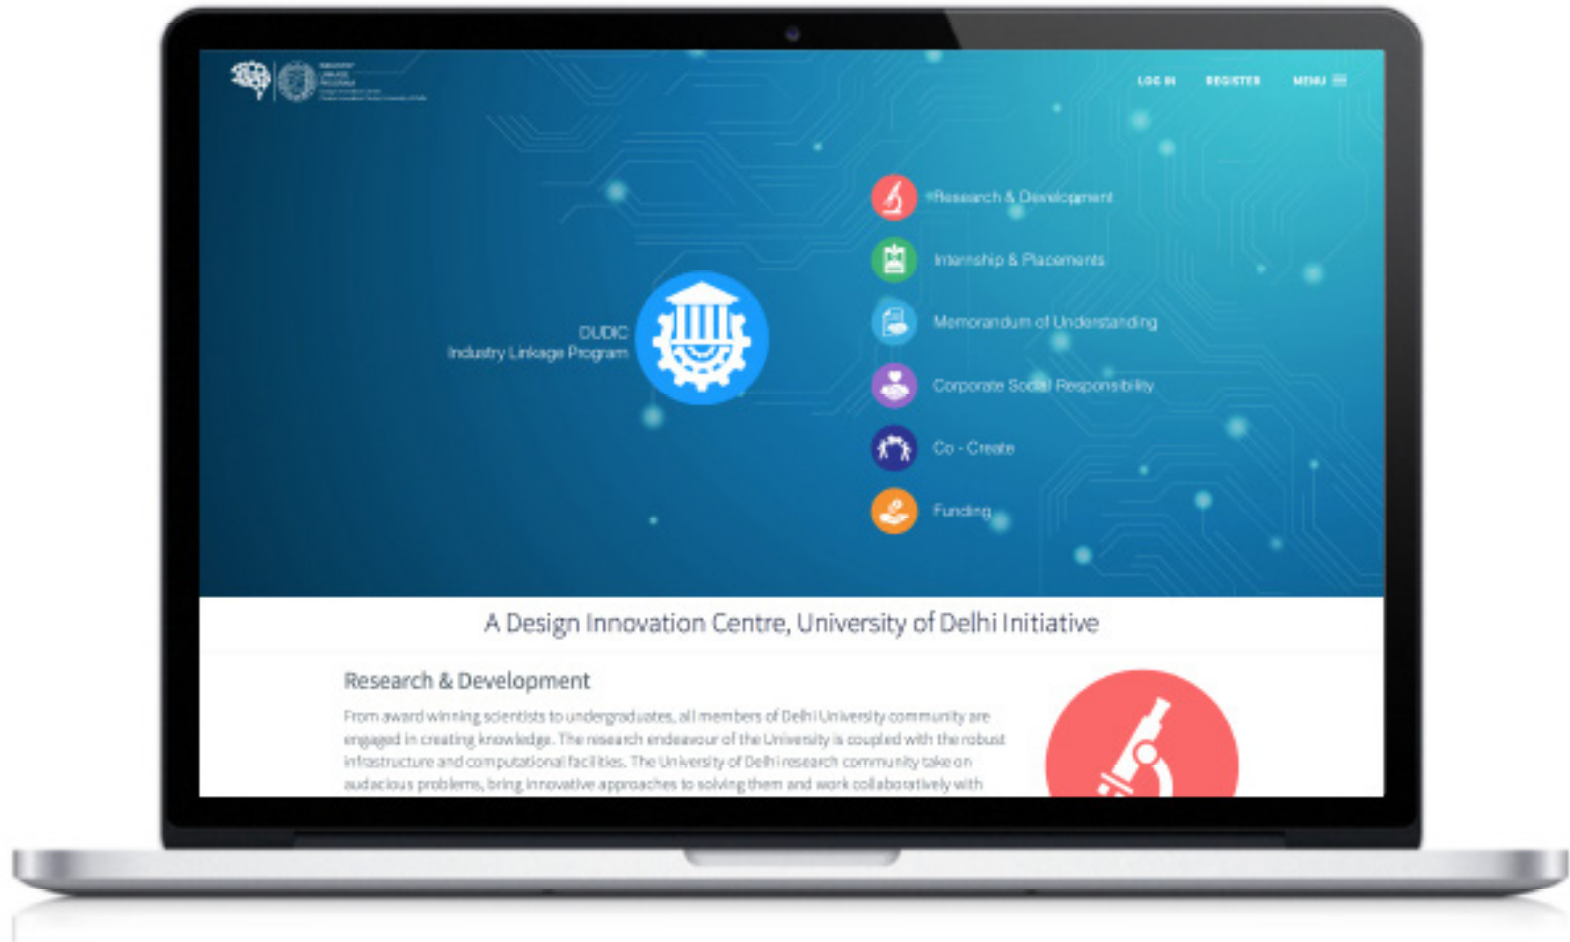 INDUSTRY
LINKAGE
PROGRAM
LOG IN REGISTER MENU
Research & Development
Internship & Placements
Memorandum of Understanding
Corporate Social Responsibility
Co - Create
Funding
DUDIC
Industry Linkage Program
A Design Innovation Centre, University of Delhi Initiative
Research & Development
From award winning scientists to undergraduates, all members of Delhi University community are
engaged in creating knowledge. The research endeavour of the University is coupled with the robust
infrastructure and computational facilities. The University of Delhi research community take on
audacious problems, bring innovative approaches to solving them and work collaboratively with